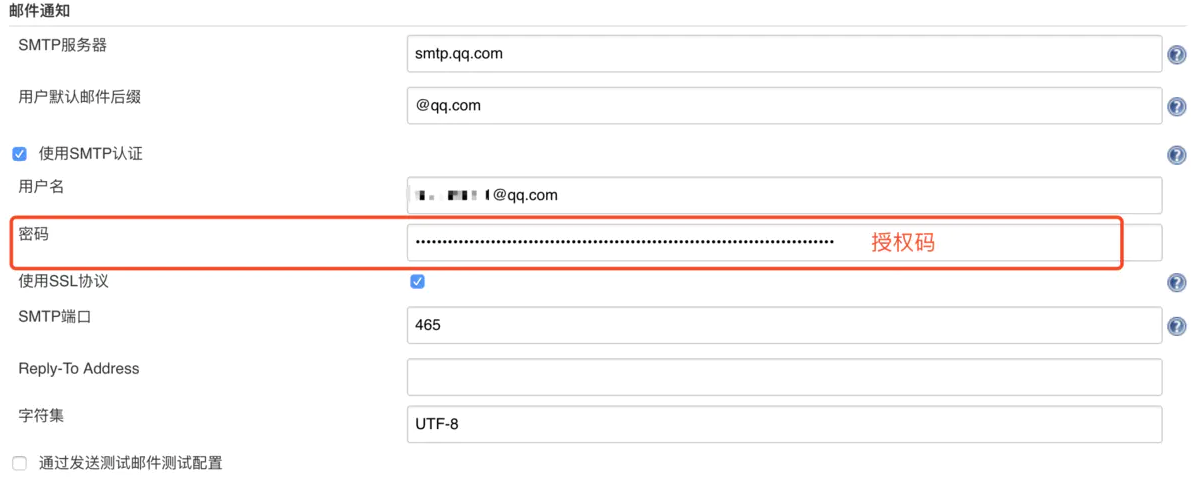 邮件通知
SMTP服务器
smtp.qq.com
用户默认邮件后缀
@qq.com
使用SMTP认证
用户名
@qq.com
密码
授权码
使用SSL协议
SMTP端口
465
Reply-To Address
字符集
UTF-8
通过发送测试邮件测试配置